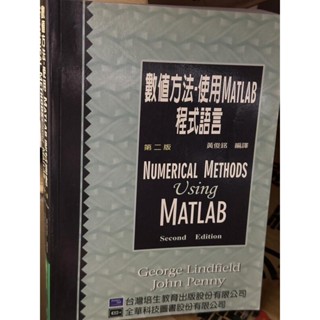 數值方法-使用MATLAB
程式語言
第二版 黃俊銘 編譯
NUMERICAL METHODS
Using
MATLAB
Second Edition
George Lindfield
John Penny
台灣培生教育出版股份有限公司
全華科技圖書股份有限公司